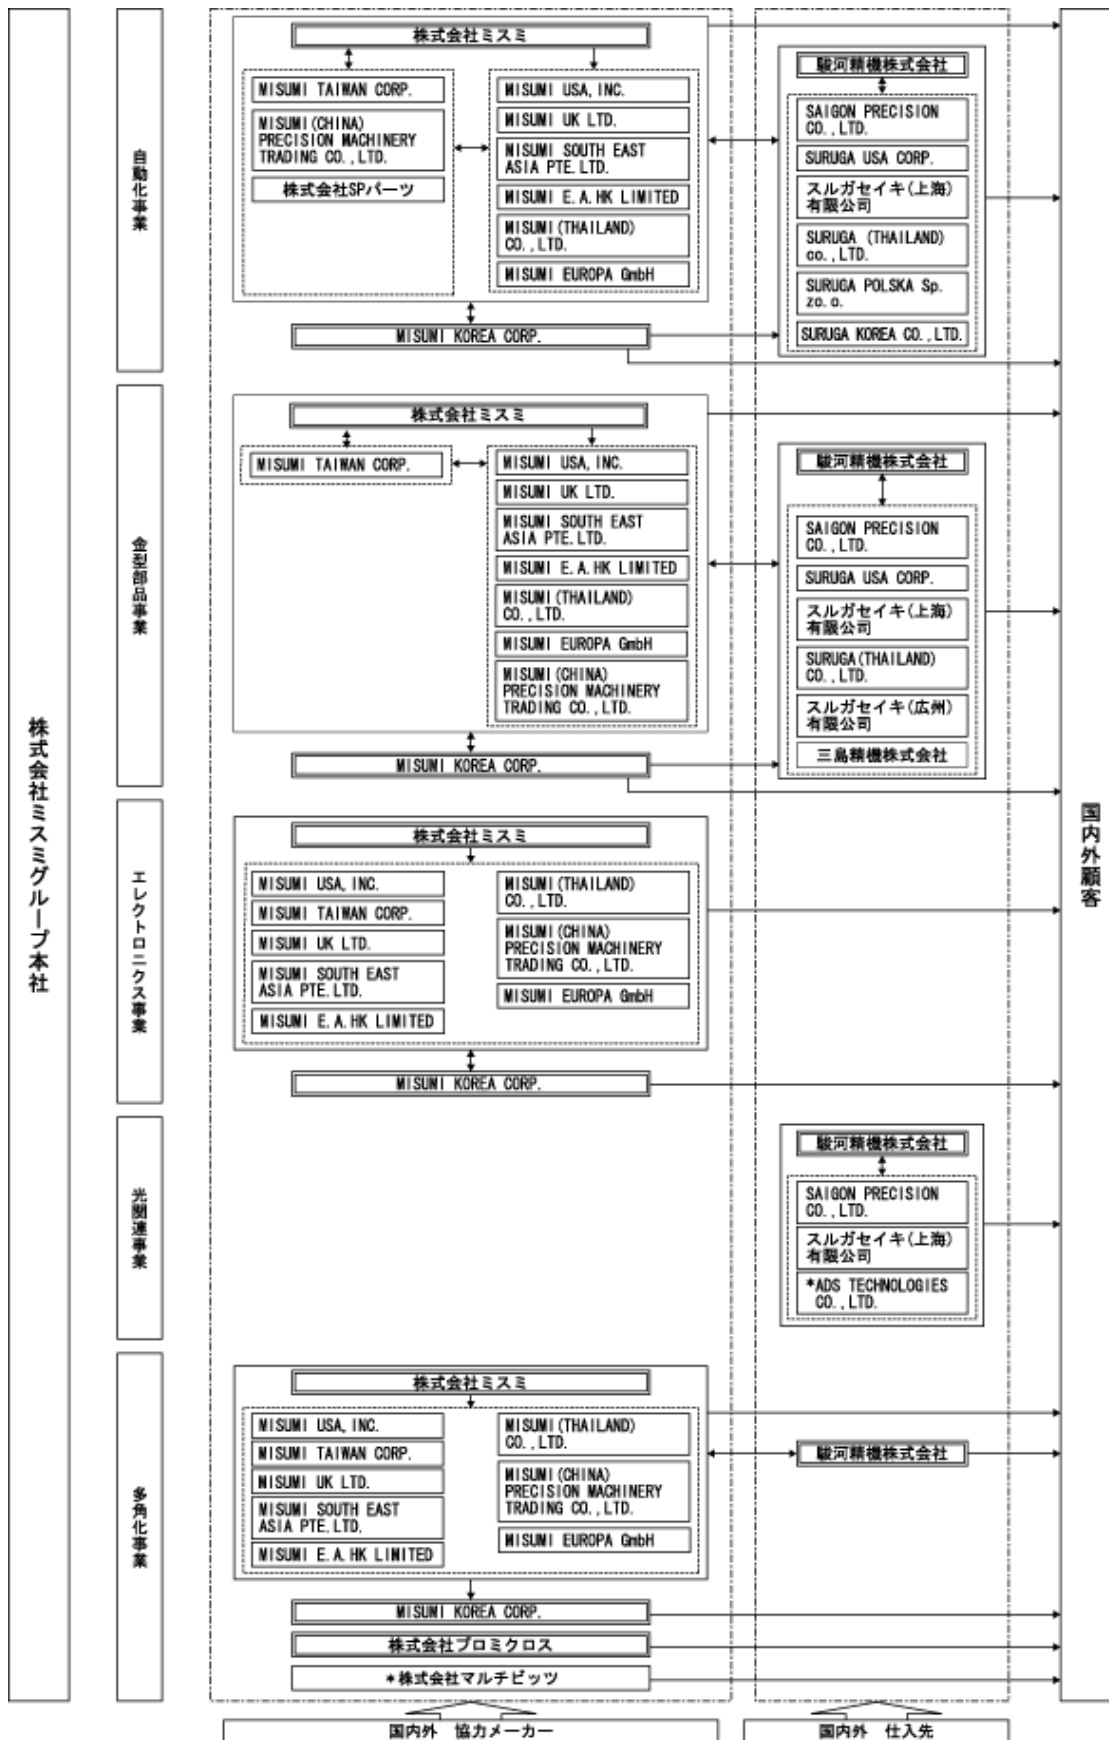 株式会社ミスミグループ本社
自動化事業
株式会社ミスミ
MISUMI TAIWAN CORP.
MISUMI(CHINA)
PRECISION MACHINERY
TRADING CO.,LTD.
株式会社SPパーツ
MISUMI USA, INC.
MISUMI UK LTD.
MISUMI SOUTH EAST
ASIA PTE.LTD.
MISUMI E.A.HK LIMITED
MISUMI(THAILAND)
CO.,LTD.
MISUMI EUROPA GmbH
MISUMI KOREA CORP.
駿河精機株式会社
SAIGON PRECISION
CO.,LTD.
SURUGA USA CORP.
スルガセイキ(上海)
有限公司
SURUGA (THAILAND)
co.,LTD.
SURUGA POLSKA Sp.
zo.o.
SURUGA KOREA CO.,LTD.
金型部品事業
株式会社ミスミ
MISUMI TAIWAN CORP.
MISUMI USA, INC.
MISUMI UK LTD.
MISUMI SOUTH EAST
ASIA PTE.LTD.
MISUMI E.A.HK LIMITED
MISUMI(THAILAND)
CO.,LTD.
MISUMI EUROPA GmbH
MISUMI(CHINA)
PRECISION MACHINERY
TRADING CO.,LTD.
MISUMI KOREA CORP.
駿河精機株式会社
SAIGON PRECISION
CO.,LTD.
SURUGA USA CORP.
スルガセイキ(上海)
有限公司
SURUGA(THAILAND)
CO.,LTD.
スルガセイキ(広州)
有限公司
三島精機株式会社
エレクトロニクス事業
株式会社ミスミ
MISUMI USA, INC.
MISUMI TAIWAN CORP.
MISUMI UK LTD.
MISUMI SOUTH EAST
ASIA PTE.LTD.
MISUMI E.A.HK LIMITED
MISUMI(THAILAND)
CO.,LTD.
MISUMI(CHINA)
PRECISION MACHINERY
TRADING CO.,LTD.
MISUMI EUROPA GmbH
MISUMI KOREA CORP.
光関連事業
駿河精機株式会社
SAIGON PRECISION
CO.,LTD.
スルガセイキ(上海)
有限公司
*ADS TECHNOLOGIES
CO.,LTD.
多角化事業
株式会社ミスミ
MISUMI USA, INC.
MISUMI TAIWAN CORP.
MISUMI UK LTD.
MISUMI SOUTH EAST
ASIA PTE.LTD.
MISUMI E.A.HK LIMITED
MISUMI(THAILAND)
CO.,LTD.
MISUMI(CHINA)
PRECISION MACHINERY
TRADING CO.,LTD.
MISUMI EUROPA GmbH
駿河精機株式会社
MISUMI KOREA CORP.
株式会社プロミクロス
*株式会社マルチビッツ
国内外顧客
国内外 協力メーカー
国内外 仕入先